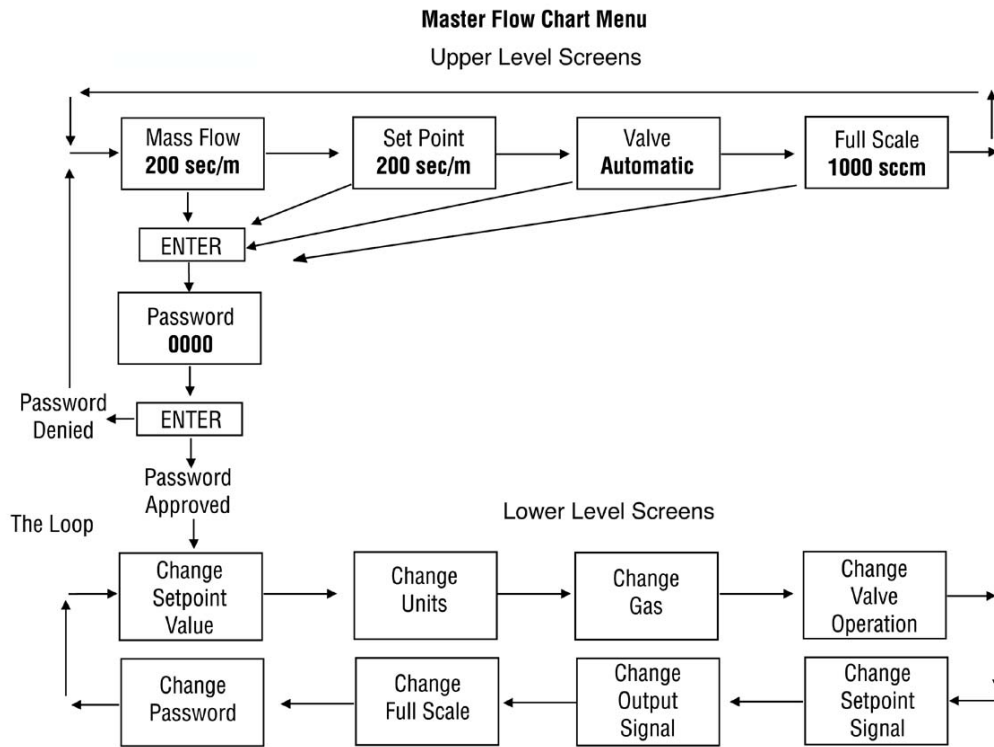 Master Flow Chart Menu
Upper Level Screens
Mass Flow
200 sec/m
Set Point
200 sec/m
Valve
Automatic
Full Scale
1000 sccm
ENTER
Password
0000
ENTER
Password
Denied
Password
Approved
The Loop
Lower Level Screens
Change
Setpoint
Value
Change
Units
Change
Gas
Change
Valve
Operation
Change
Password
Change
Full Scale
Change
Output
Signal
Change
Setpoint
Signal